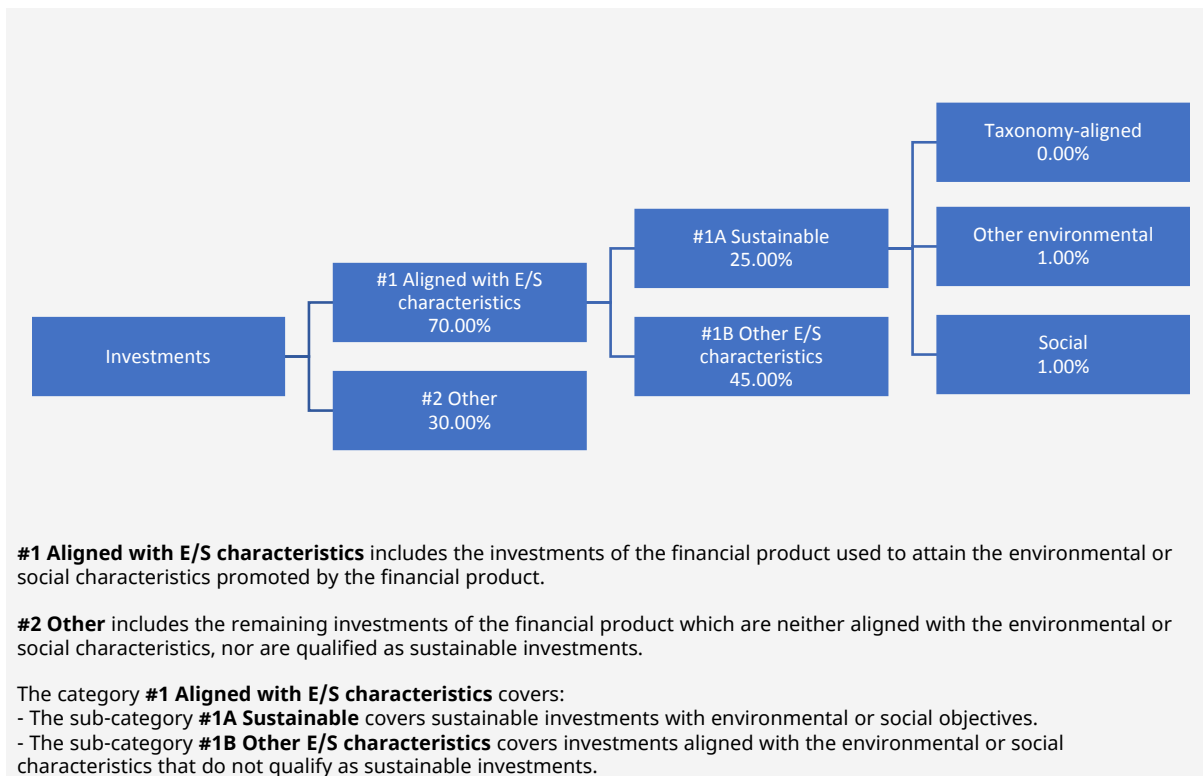 Investments
#1 Aligned with E/S
characteristics
70.00%
#2 Other
30.00%
#1A Sustainable
25.00%
#1B Other E/S
characteristics
45.00%
Taxonomy-aligned
0.00%
Other environmental
1.00%
Social
1.00%
#1 Aligned with E/S characteristics includes the investments of the financial product used to attain the environmental or
social characteristics promoted by the financial product.
#2 Other includes the remaining investments of the financial product which are neither aligned with the environmental or
social characteristics, nor are qualified as sustainable investments.
The category #1 Aligned with E/S characteristics covers:
- The sub-category #1A Sustainable covers sustainable investments with environmental or social objectives.
- The sub-category #1B Other E/S characteristics covers investments aligned with the environmental or social
characteristics that do not qualify as sustainable investments.